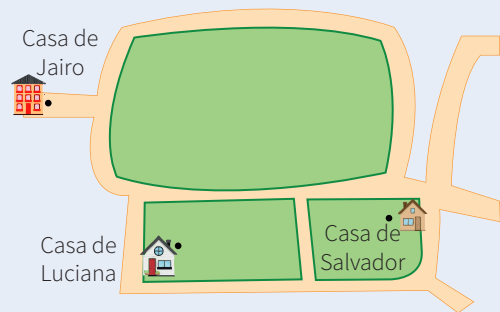 Casa de
Jairo
Casa de
Luciana
Casa de
Salvador